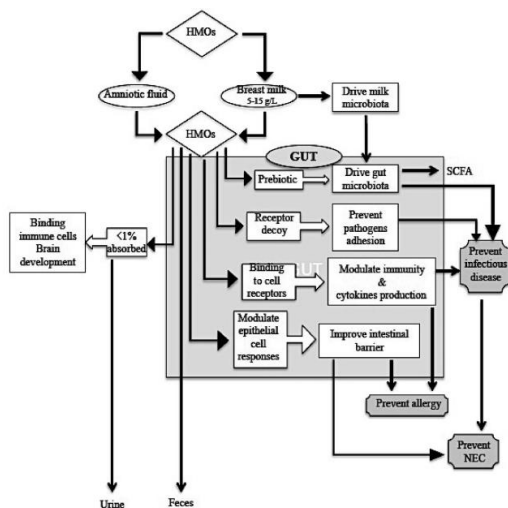 HMOs
Amniotic fluid
Breast milk
5-15 g/L
Drive milk
microbiota
HMOs
GUT
Prebiotic
Drive gut
microbiota
SCFA
Binding
immune cells
Brain
development
<1%
absorbed
Receptor
decoy
Prevent
pathogens
adhesion
Prevent
infectious
disease
Binding
to cell
receptors
Modulate immunity
&
cytokines production
Modulate
epithelial
cell
responses
Improve intestinal
barrier
Prevent allergy
Prevent
NEC
Urine
Feces